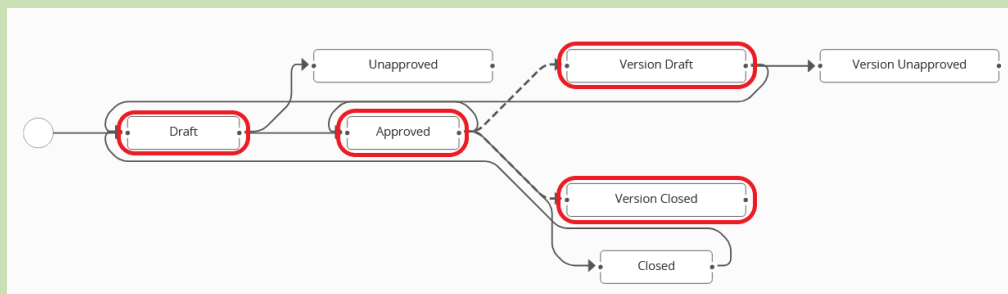 Unapproved
Version Draft
Version Unapproved
Draft
Approved
Version Closed
Closed